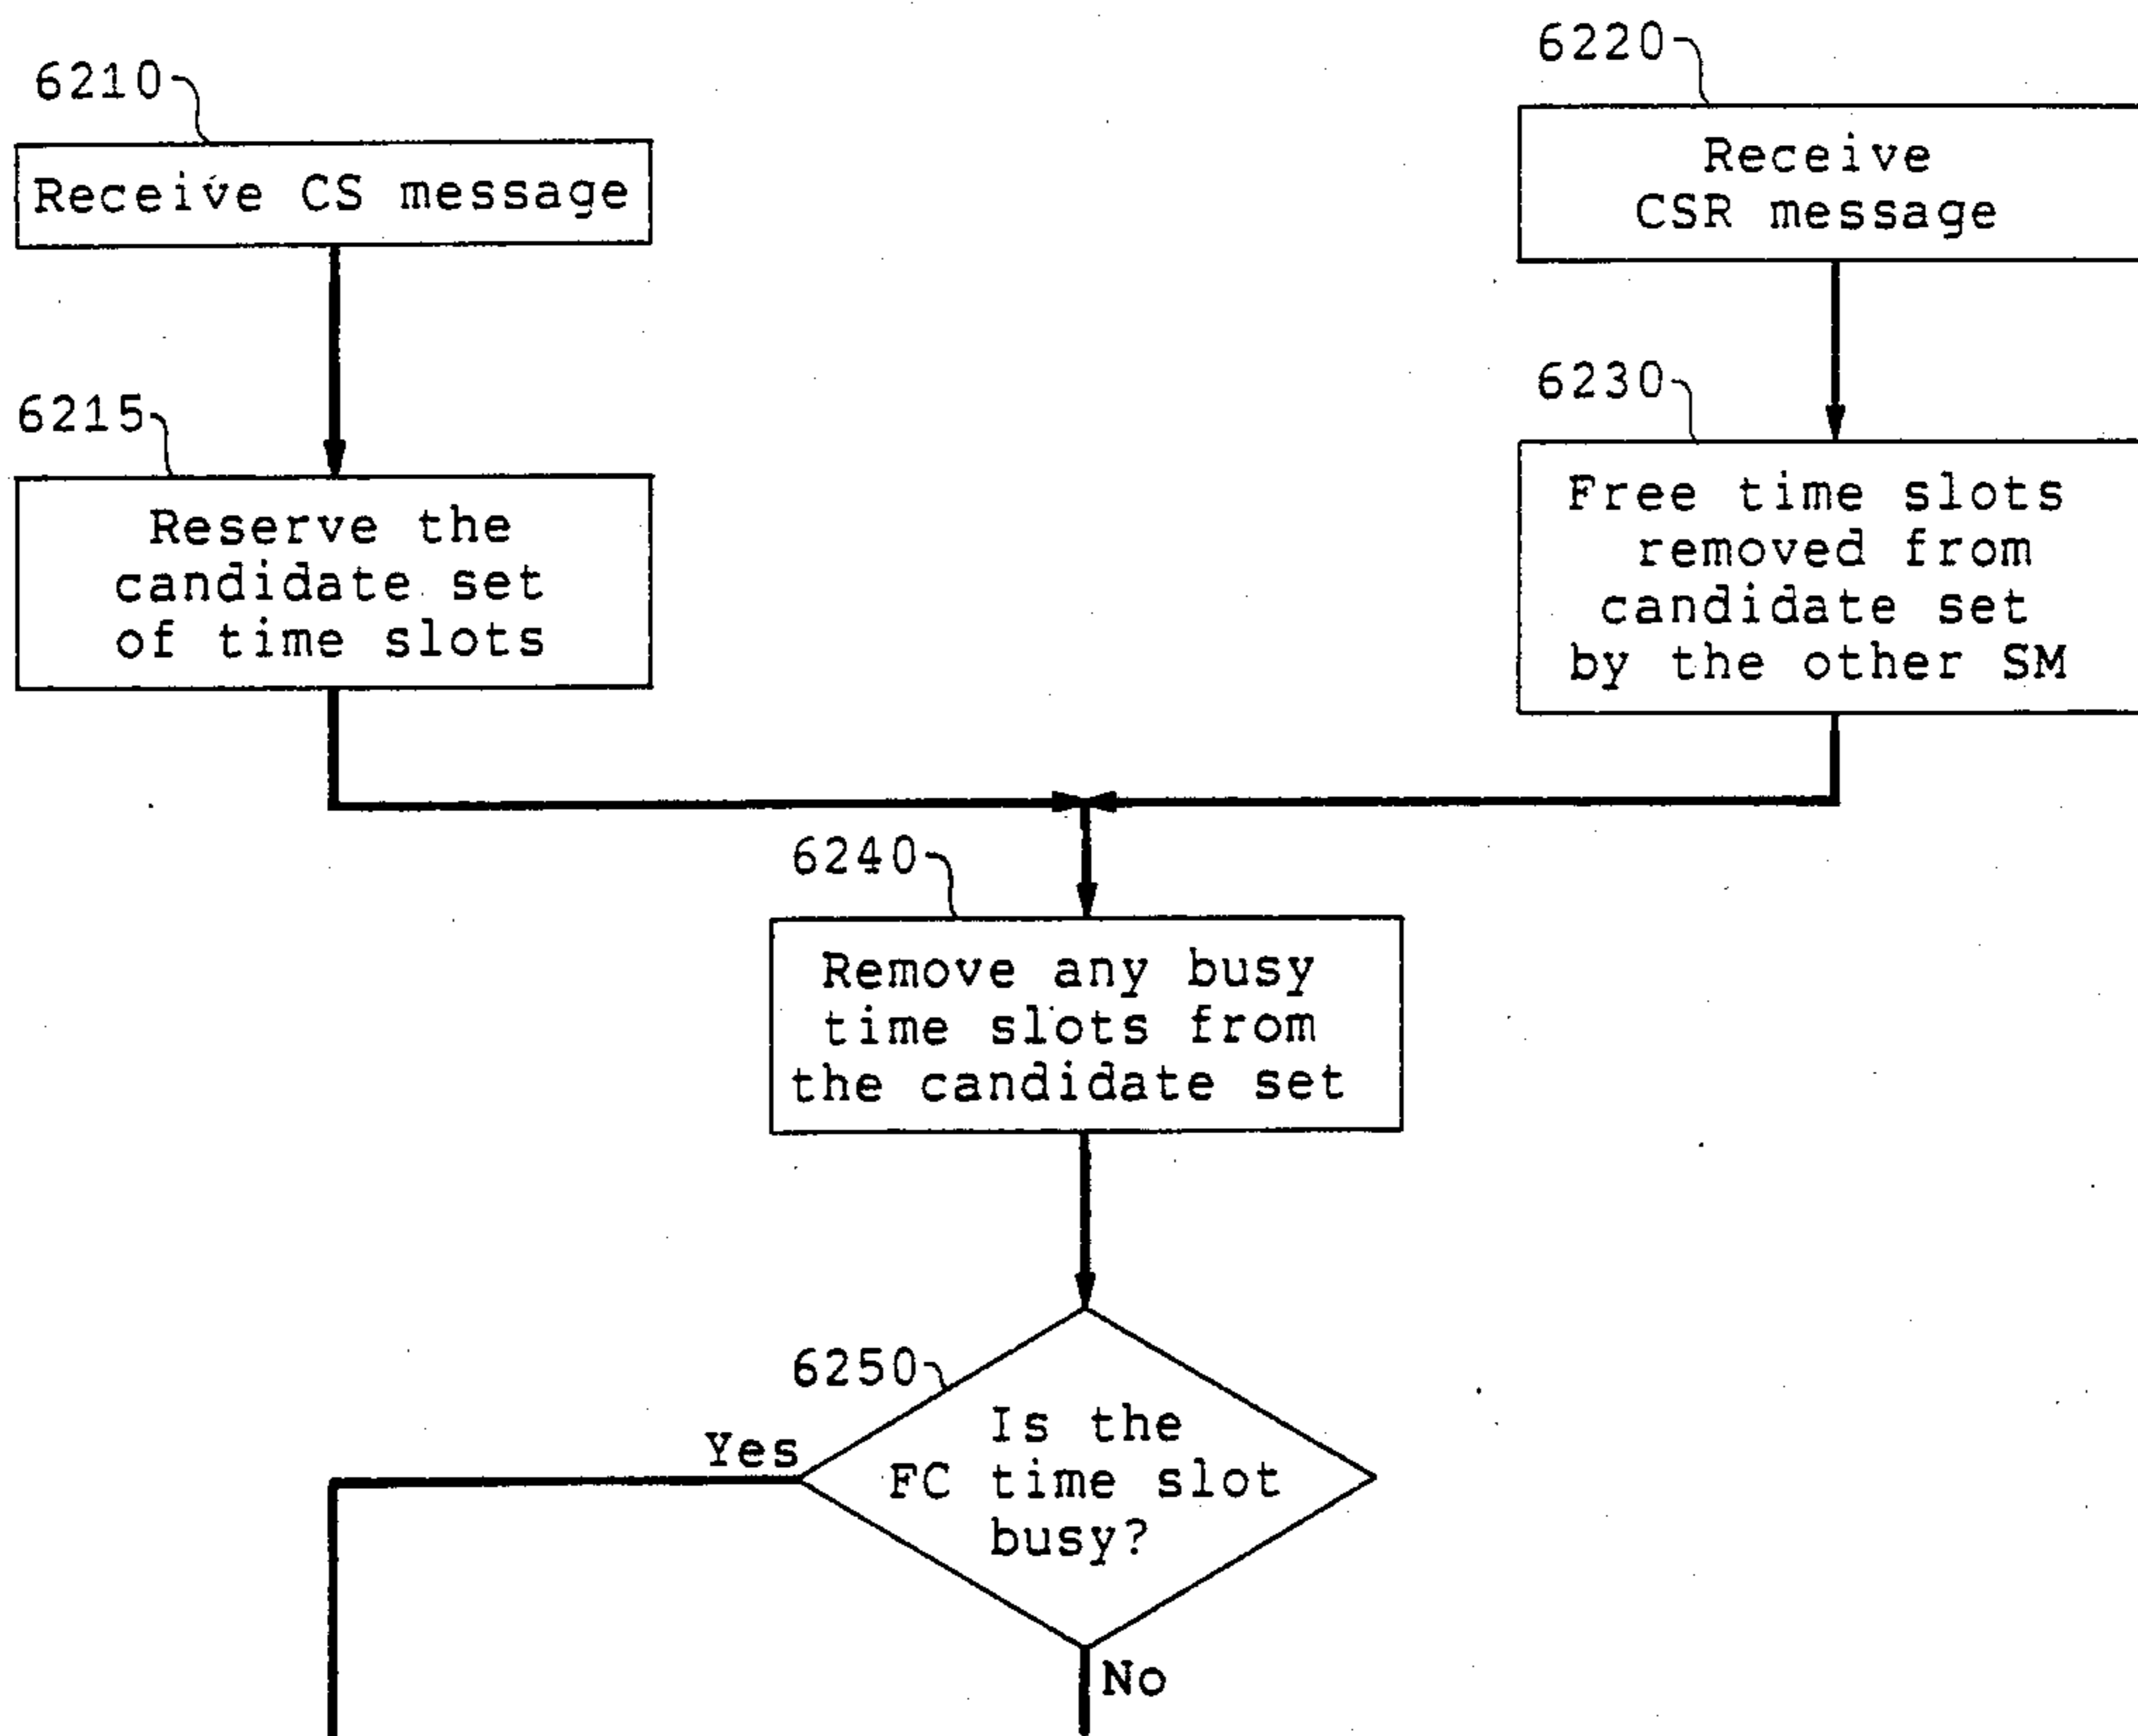 6210
Receive CS message
6220
Receive
CSR message
6215
Reserve the
candidate set
of time slots
6230
Free time slots
removed from
candidate set
by the other SM
6240
Remove any busy
time slots from
the candidate set
6250
Is the
FC time slot
busy?
Yes
No